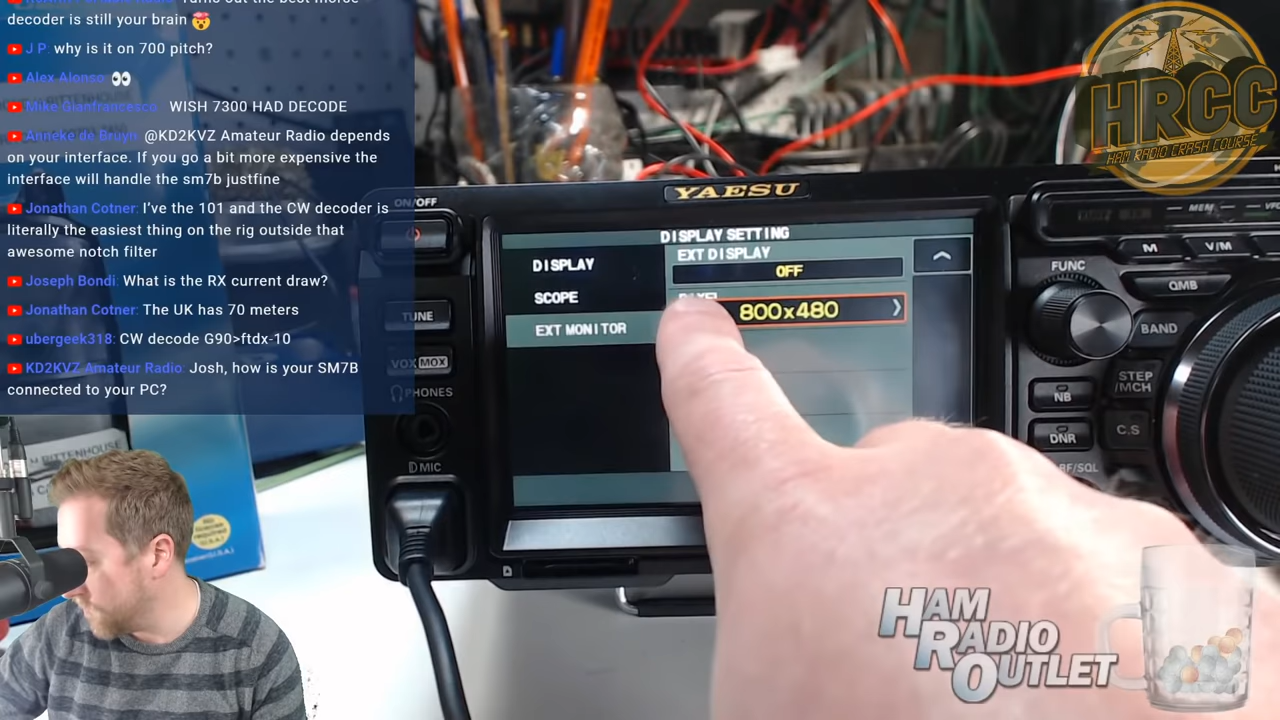 decoder is still your brain 🤯
J P: why is it on 700 pitch?
Alex Alonso: 👀
Mike Gianfrancesco: WISH 7300 HAD DECODE
Anneke de Bruyn: @KD2KVZ Amateur Radio depends
on your interface. If you go a bit more expensive the
interface will handle the sm7b justfine
Jonathan Cotner: I've the 101 and the CW decoder is
literally the easiest thing on the rig outside that
awesome notch filter
Joseph Bondi: What is the RX current draw?
Jonathan Cotner: The UK has 70 meters
ubergeek318: CW decode G90>ftdx-10
KD2KVZ Amateur Radio: Josh, how is your SM7B
connected to your PC?
HRCC
HAM RADIO CRASH COURSE
YAESU
ON/OFF
TUNE
VOX MOX
PHONES
MIC
DISPLAY SETTING
DISPLAY
SCOPE
EXT MONITOR
EXT DISPLAY
OFF
800x480
MEM
M
V/M
FUNC
QMB
BAND
STEP
/MCH
NB
DNR
C.S
RF/SQL
RITTENHOUSE
HAM
RADIO
OUTLET